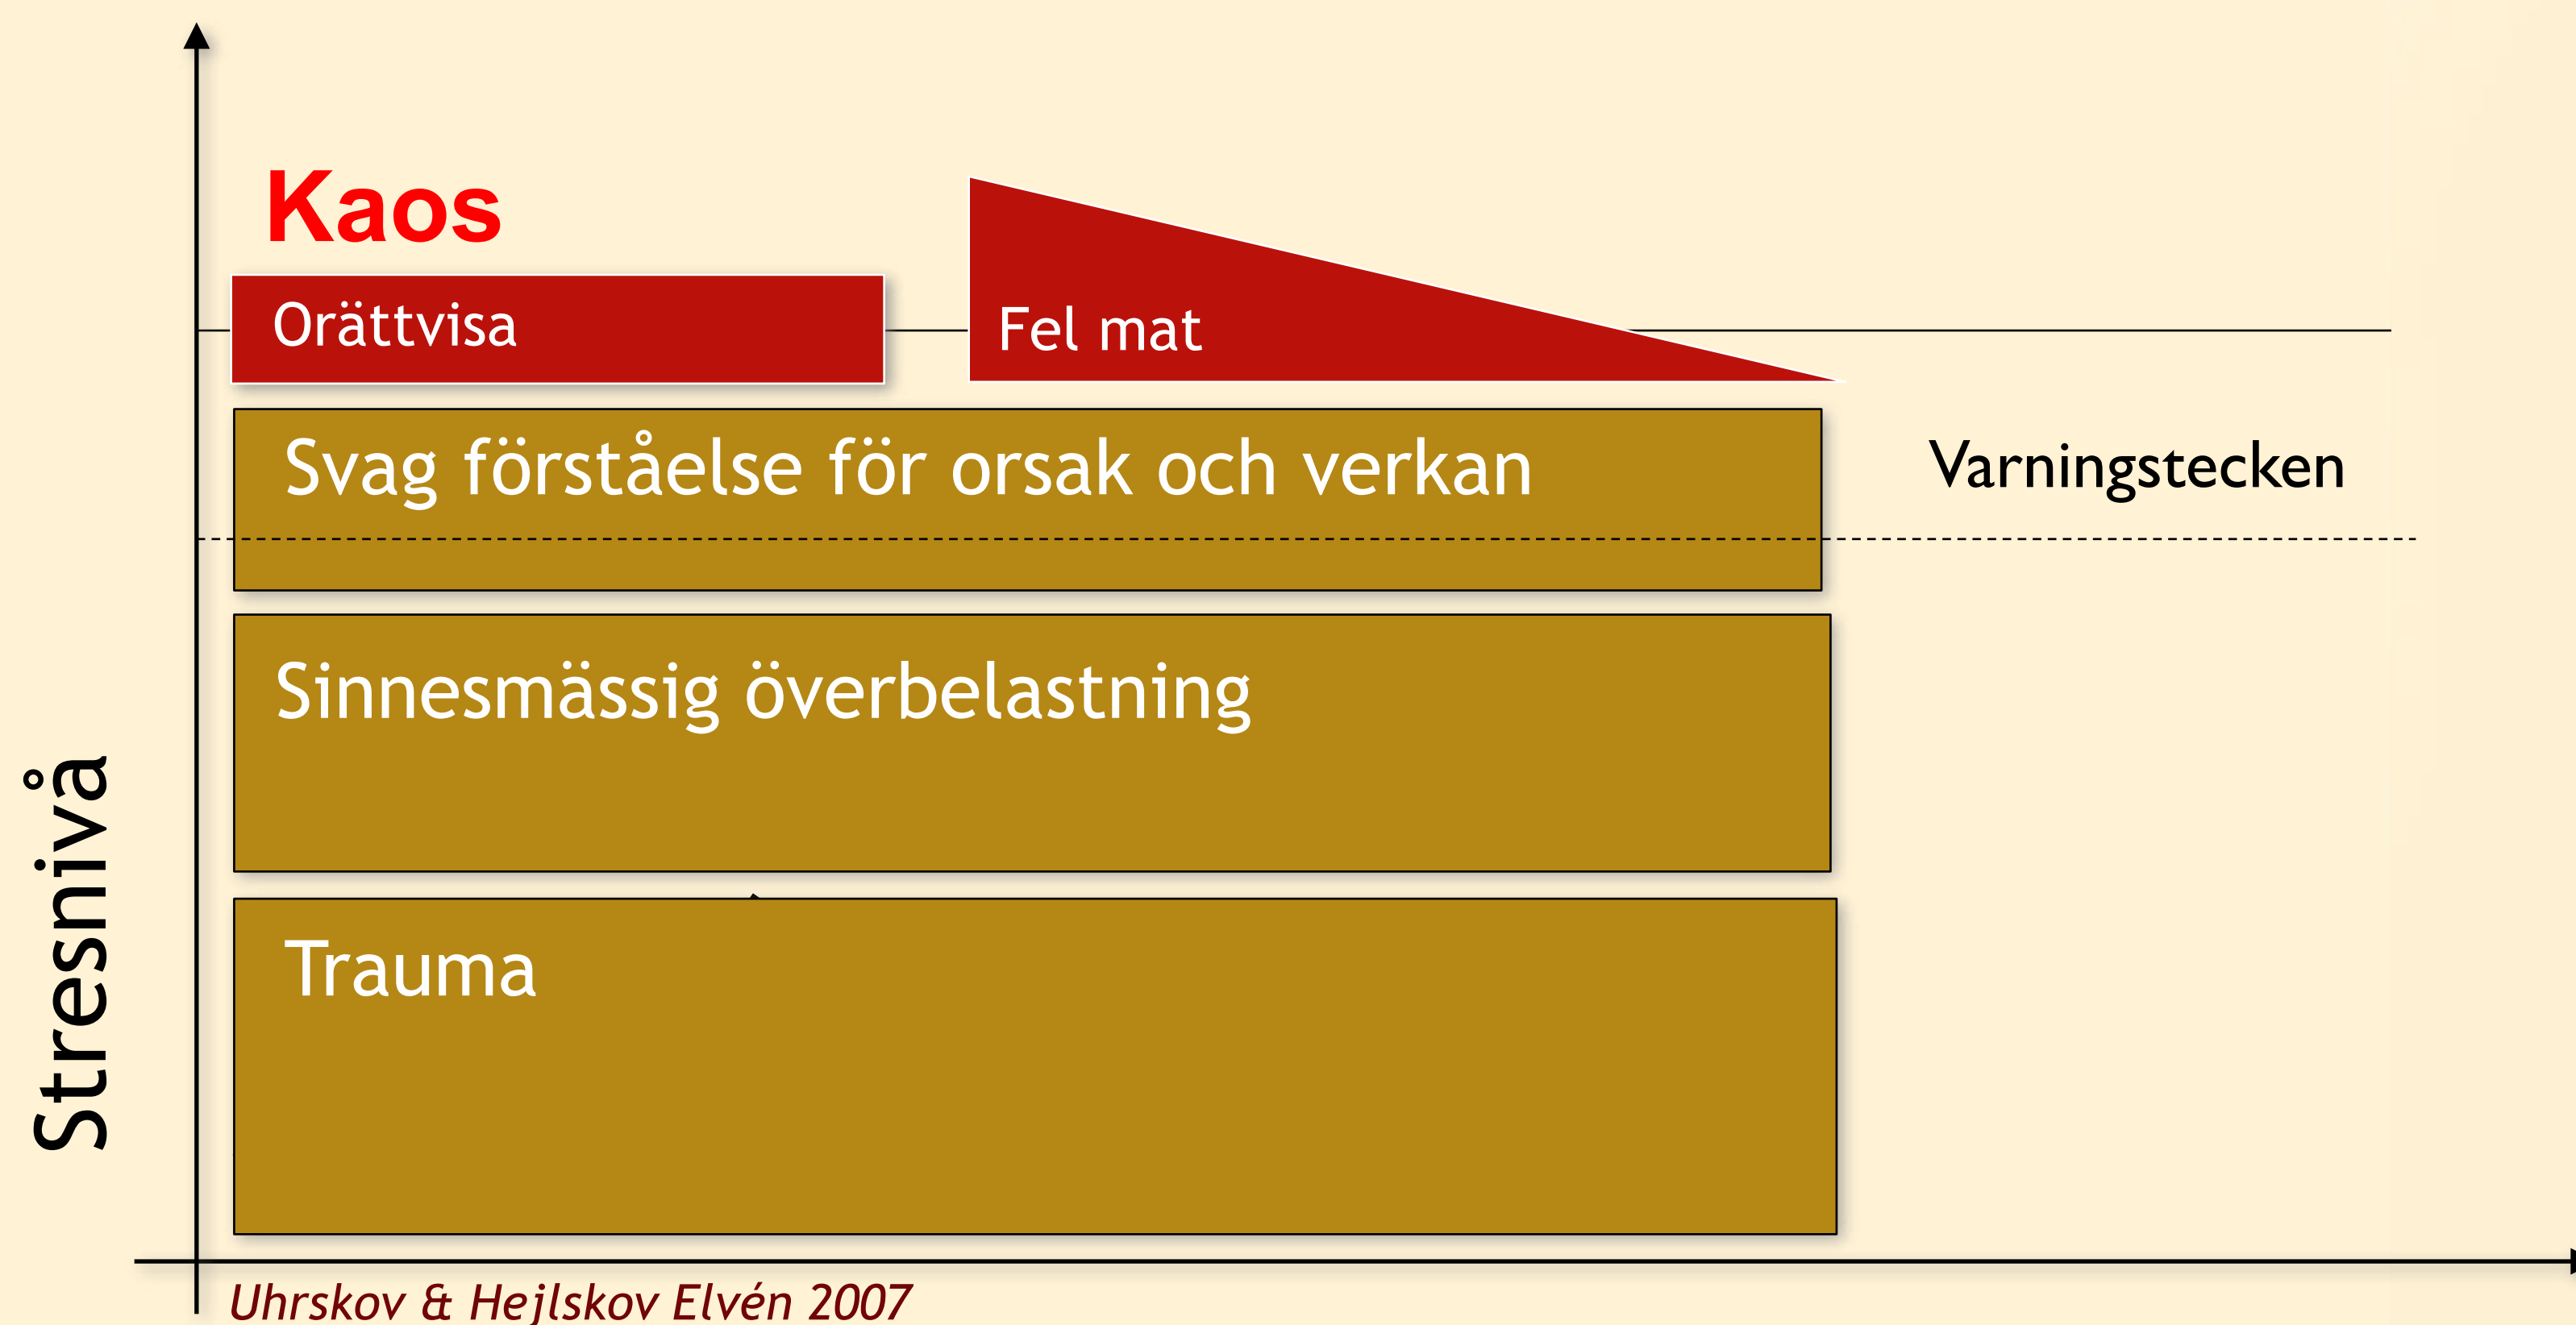 Kaos
Orättvisa
Fel mat
Svag förståelse för orsak och verkan
Varningstecken
Sinnesmässig överbelastning
Trauma
Stresnivå
Uhrskov & Hejlskov Elvén 2007